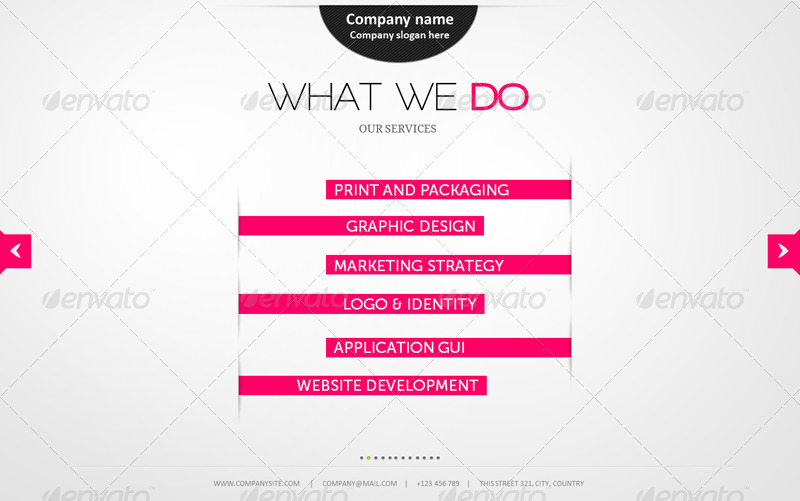 Company name
Company slogan here
WHAT WE DO
OUR SERVICES
PRINT AND PACKAGING
GRAPHIC DESIGN
MARKETING STRATEGY
LOGO & IDENTITY
APPLICATION GUI
WEBSITE DEVELOPMENT
WWW.COMPANYSITE.COM | COMPANY@MAIL.COM | +123 456 789 | THIS STREET 321, CITY, COUNTRY
envato
envato
envato
envato
envato
envato
envato
envato
envato
envato
envato
envato